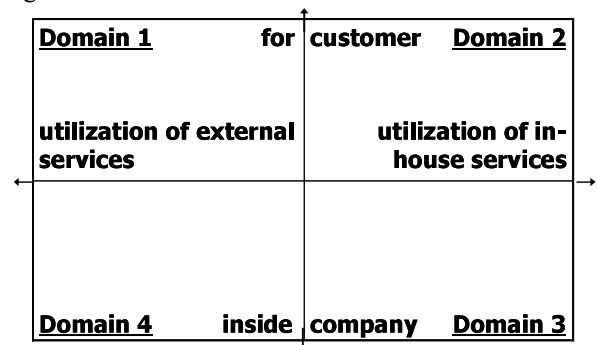 Domain 1 for customer Domain 2
utilization of external utilization of in-
services house services
Domain 4 inside company Domain 3